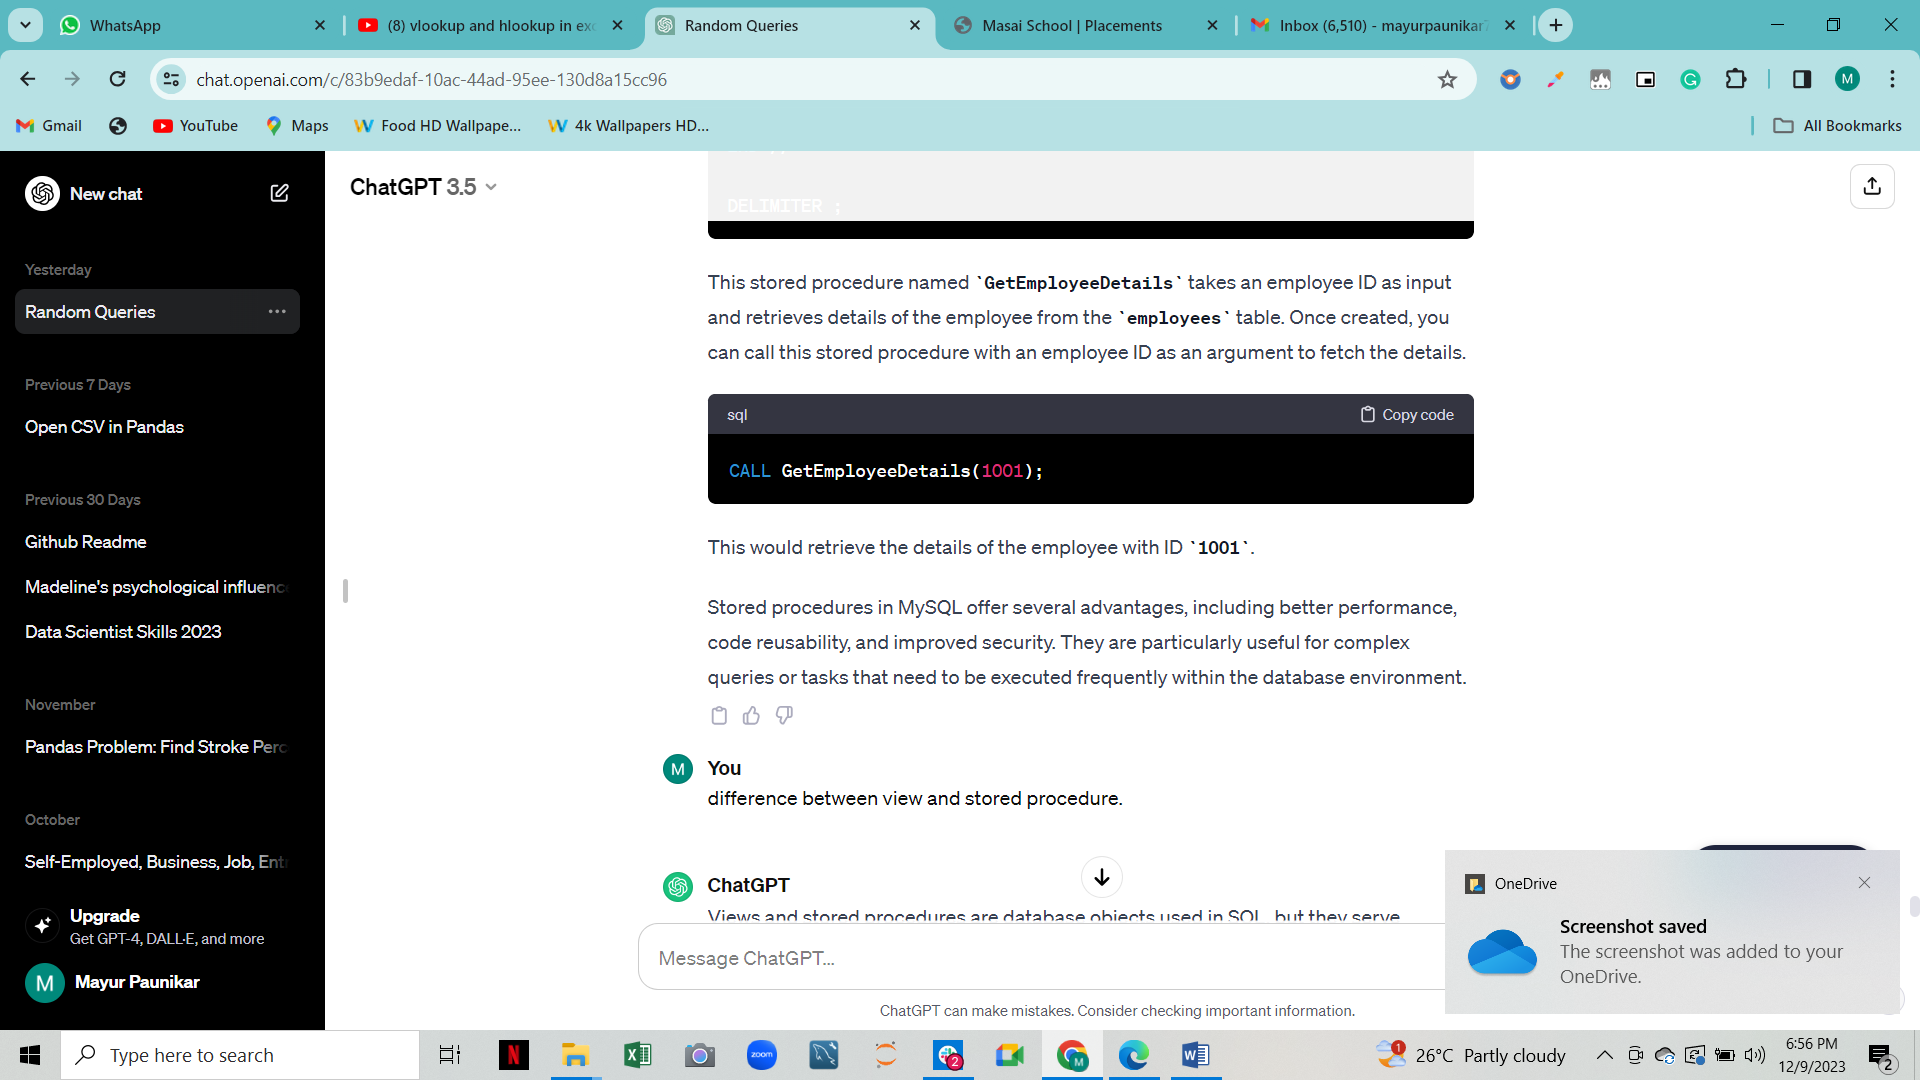 WhatsApp
(8) vlookup and hlookup in exc
Random Queries
Masai School | Placements
Inbox (6,510) - mayurpaunikar7
chat.openai.com/c/83b9edaf-10ac-44ad-95ee-130d8a15cc96
M
Gmail
YouTube
Maps
Food HD Wallpape...
4k Wallpapers HD...
All Bookmarks
New chat
Yesterday
Random Queries
Previous 7 Days
Open CSV in Pandas
Previous 30 Days
Github Readme
Madeline's psychological influenc
Data Scientist Skills 2023
November
Pandas Problem: Find Stroke Perc
October
Self-Employed, Business, Job, Ent
Upgrade
Get GPT-4, DALL·E, and more
M
Mayur Paunikar
ChatGPT 3.5
DELIMITER ;
This stored procedure named `GetEmployeeDetails` takes an employee ID as input
and retrieves details of the employee from the `employees` table. Once created, you
can call this stored procedure with an employee ID as an argument to fetch the details.
sql
Copy code
CALL GetEmployeeDetails(1001);
This would retrieve the details of the employee with ID `1001`.
Stored procedures in MySQL offer several advantages, including better performance,
code reusability, and improved security. They are particularly useful for complex
queries or tasks that need to be executed frequently within the database environment.
M
You
difference between view and stored procedure.
ChatGPT
Views and stored procedures are database objects used in SQL, but they serve
Message ChatGPT...
ChatGPT can make mistakes. Consider checking important information.
OneDrive
Screenshot saved
The screenshot was added to your
OneDrive.
Type here to search
N
zoom
2
M
1
26°C Partly cloudy
6:56 PM
12/9/2023
2